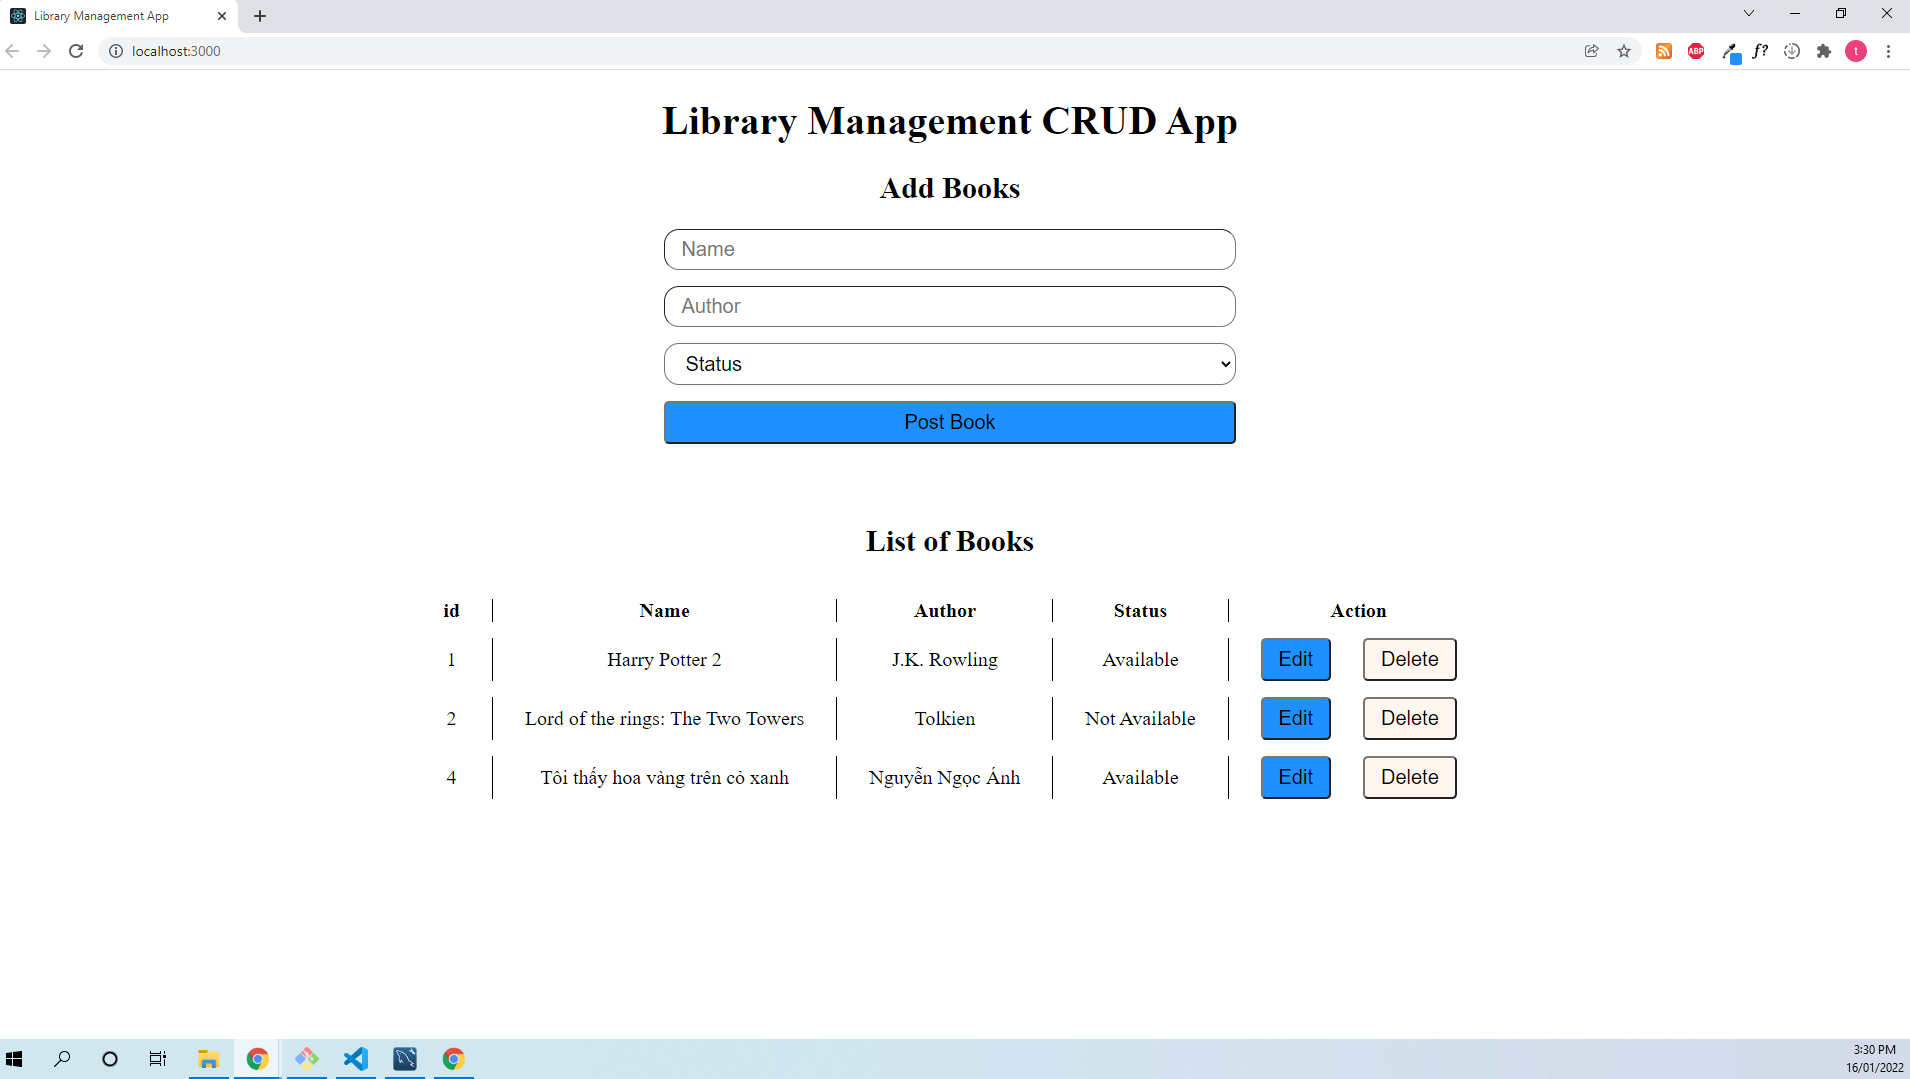 Library Management App
localhost:3000
ABP
f?
t
Library Management CRUD App
Add Books
Name
Author
Status
Post Book
List of Books
id Name Author Status Action
1 Harry Potter 2 J.K. Rowling Available Edit Delete
2 Lord of the rings: The Two Towers Tolkien Not Available Edit Delete
4 Tôi thấy hoa vàng trên cỏ xanh Nguyễn Ngọc Ánh Available Edit Delete
3:30 PM
16/01/2022